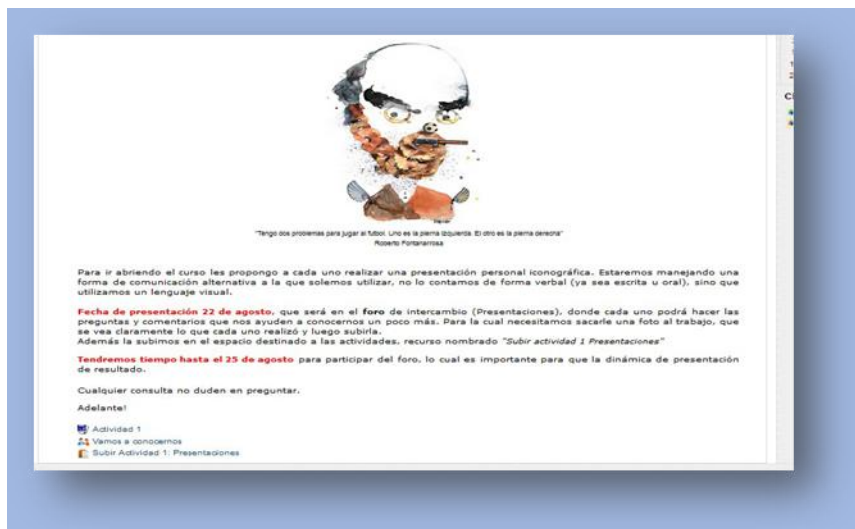 "Tengo dos problemas para jugar al futbol. Uno es la pierna izquierda. El otro es la pierna derecha"
Roberto Fontanarrosa
Para ir abriendo el curso les propongo a cada uno realizar una presentación personal iconográfica. Estaremos manejando una
forma de comunicación alternativa a la que solemos utilizar, no lo contamos de forma verbal (ya sea escrita u oral), sino que
utilizamos un lenguaje visual.
Fecha de presentación 22 de agosto, que será en el foro de intercambio (Presentaciones), donde cada uno podrá hacer las
preguntas y comentarios que nos ayuden a conocernos un poco más. Para la cual necesitamos sacarle una foto al trabajo, que
se vea claramente lo que cada uno realizó y luego subirla.
Además la subimos en el espacio destinado a las actividades, recurso nombrado "Subir actividad 1 Presentaciones"
Tendremos tiempo hasta el 25 de agosto para participar del foro, lo cual es importante para que la dinámica de presentación
de resultado.
Cualquier consulta no duden en preguntar.
Adelante!
Actividad 1
Vamos a conocernos
Subir Actividad 1: Presentaciones